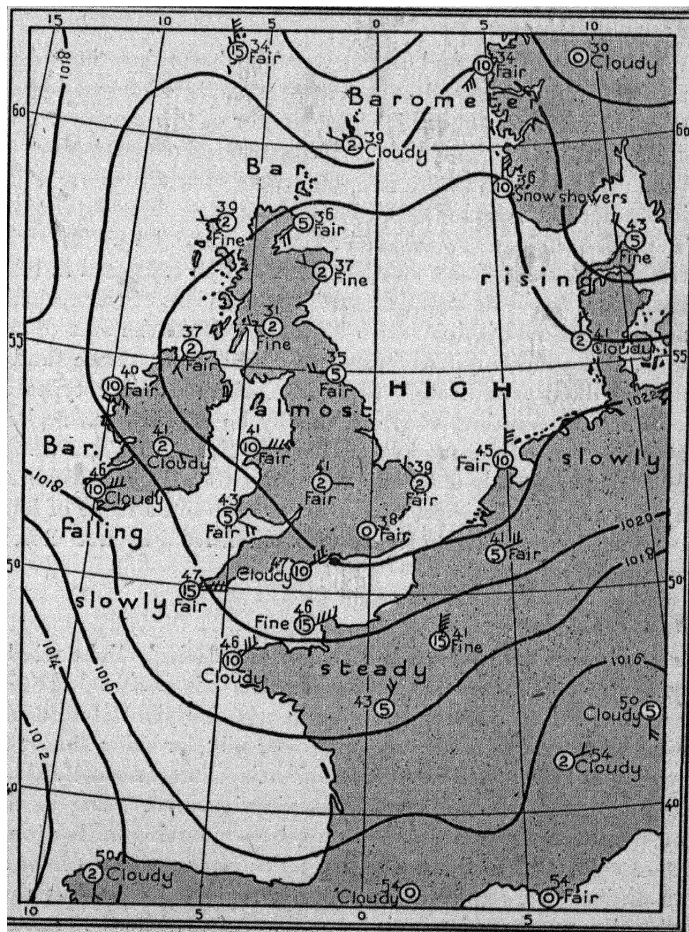 15 10 5 0 5 10
1018
34
15 Fair
34
10 Fair
30
0 Cloudy
60
Barometer
60
39
2 Cloudy
Bar.
36
10 Snow showers
39
2
Fine
36
5
Fair
43
5
Fine
37
2
Fine
rising
31
2
Fine
55
37
2
Fair
41
2
Cloudy
55
35
5
Fair
40
10 Fair
HIGH
almost
1022
Bar.
41
2
Cloudy
41
10
Fair
45
Fair 10
slowly
46
10
Cloudy
41
2
Fair
39
2
Fair
1018
43
5
Fair
38
0
Fair
falling
1020
41
5 Fair
47
Cloudy 10
1018
50
50
47
15
Fair
slowly
46
Fine 15
41
15 Fine
1014
1016
46
10
Cloudy
steady
1016
43 5
50
Cloudy 5
1012
54
2 Cloudy
40
40
50
2 Cloudy
54
Cloudy 0
0 Fair
10 5 0 5